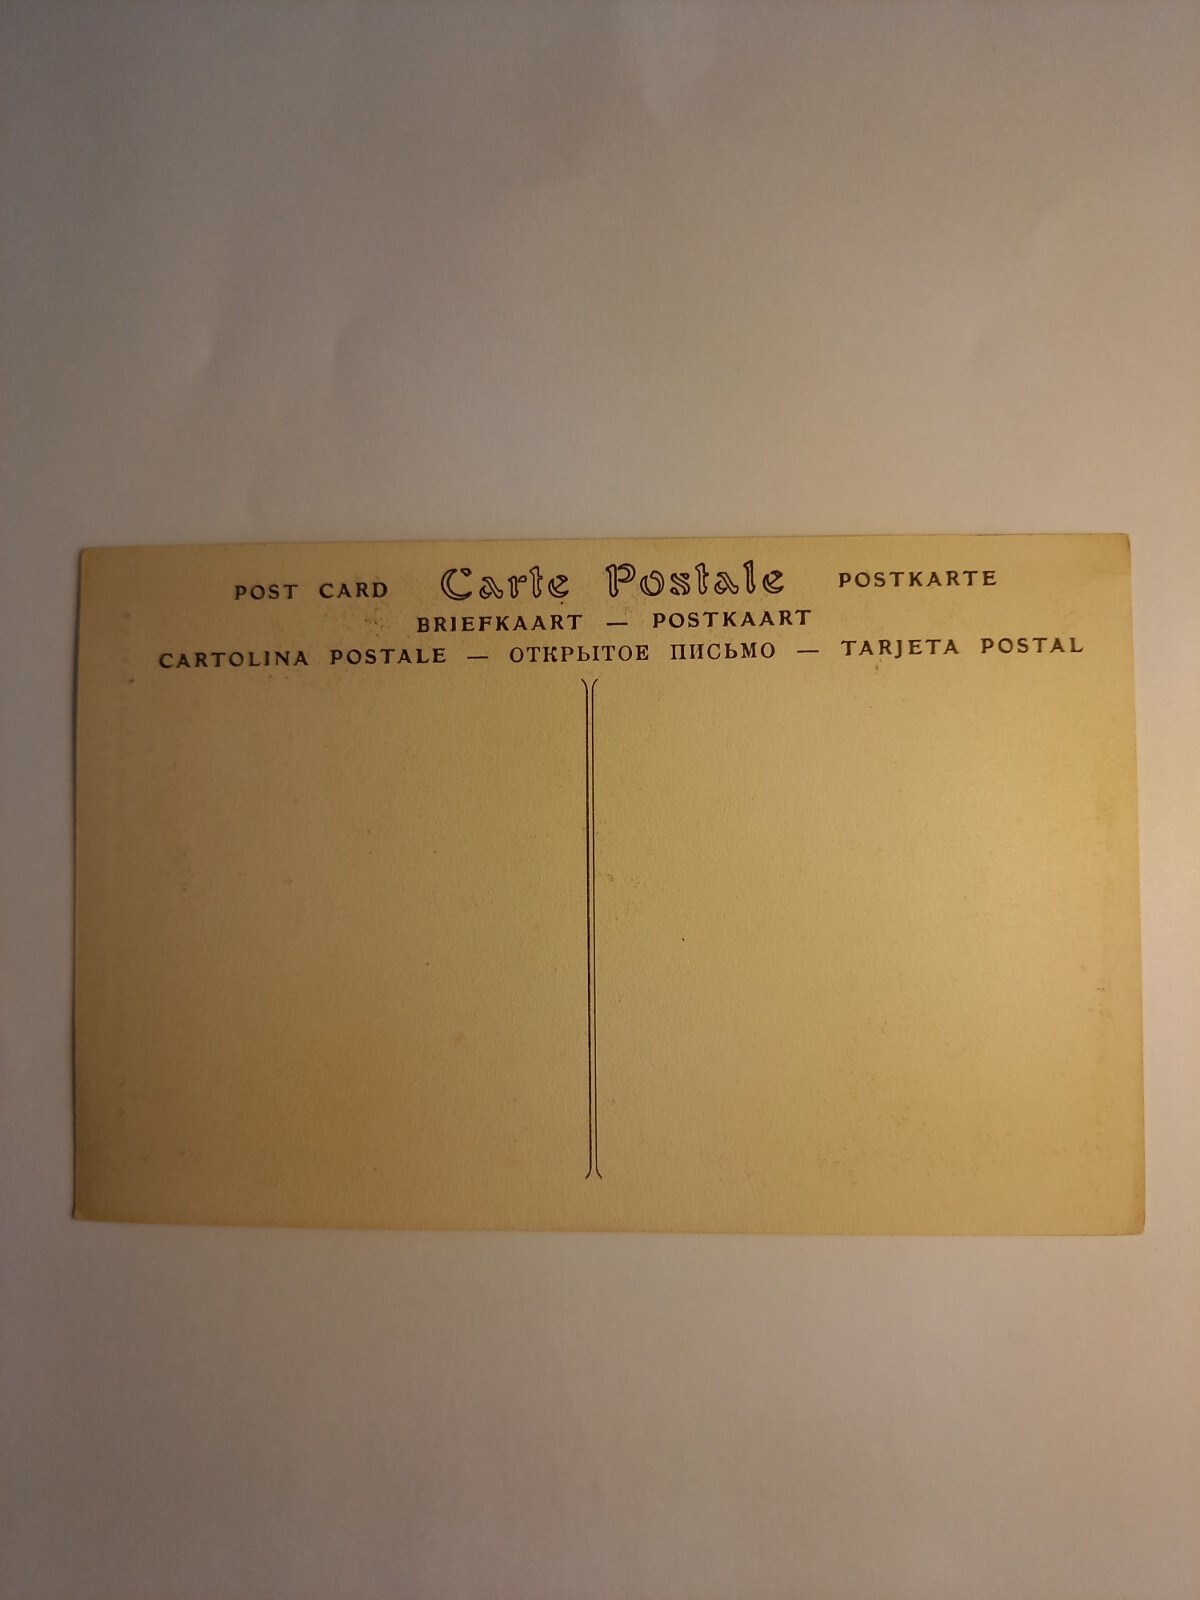 POST CARD Carte Postale POSTKARTE
BRIEFKAART — POSTKAART
CARTOLINA POSTALE — ОТКРЫТОЕ ПИСЬМО — TARJETA POSTAL